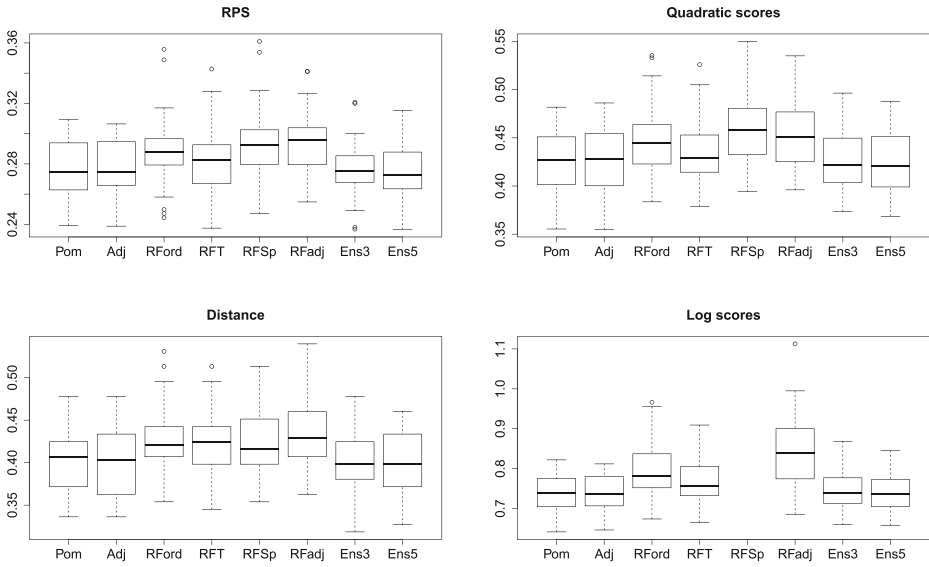 RPS
0.36
0.32
0.28
0.24
Pom Adj RFord RFT RFSp RFadj Ens3 Ens5
Quadratic scores
0.55
0.50
0.45
0.40
0.35
Pom Adj RFord RFT RFSp RFadj Ens3 Ens5
Distance
0.50
0.45
0.40
0.35
Pom Adj RFord RFT RFSp RFadj Ens3 Ens5
Log scores
1.1
1.0
0.9
0.8
0.7
Pom Adj RFord RFT RFSp RFadj Ens3 Ens5